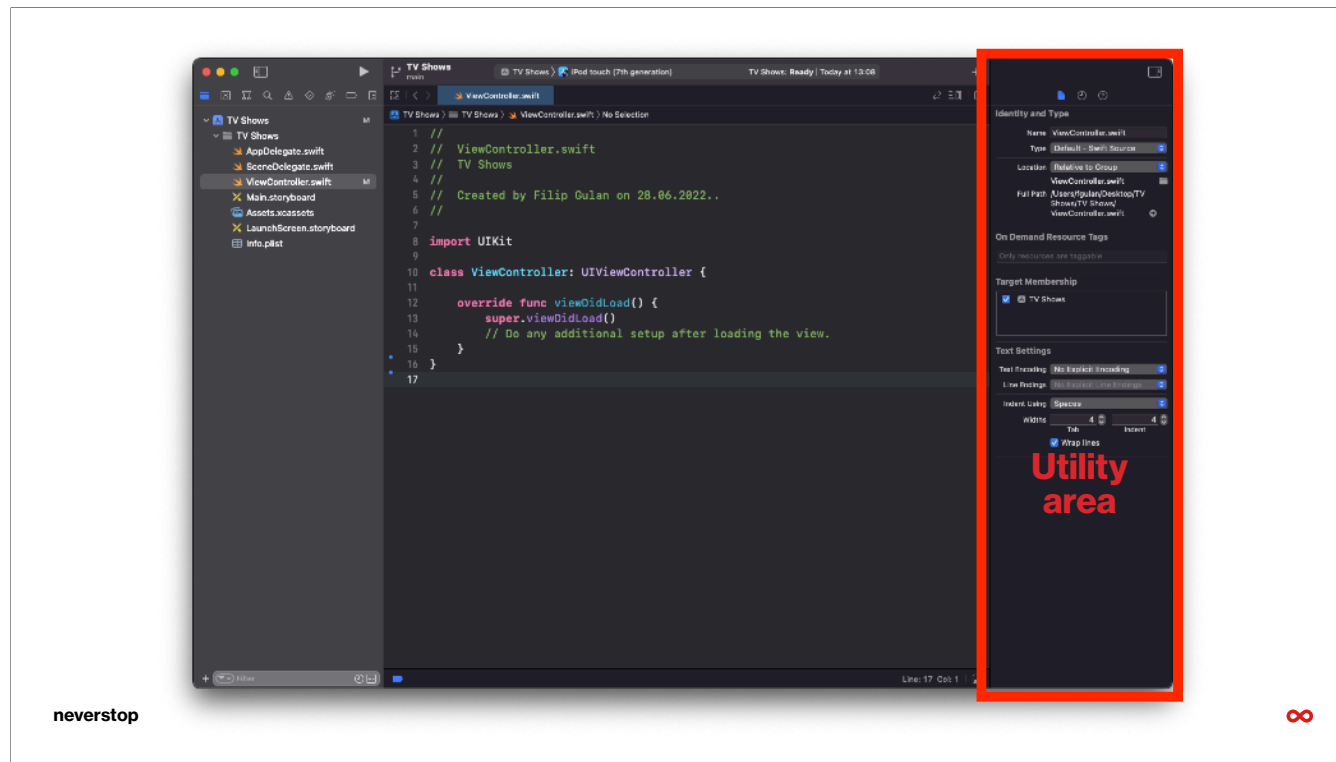 TV Shows
main
TV Shows
iPod touch (7th generation)
TV Shows: Ready | Today at 13:08
ViewController.swift
TV Shows
M
TV Shows
AppDelegate.swift
SceneDelegate.swift
ViewController.swift
M
Main.storyboard
Assets.xcassets
LaunchScreen.storyboard
Info.plist
Filter
TV Shows
TV Shows
ViewController.swift
No Selection
1 //
2 //  ViewController.swift
3 //  TV Shows
4 //
5 //  Created by Filip Gulan on 28.06.2022..
6 //
7
8 import UIKit
9
10 class ViewController: UIViewController {
11
12     override func viewDidLoad() {
13         super.viewDidLoad()
14         // Do any additional setup after loading the view.
15     }
16 }
17
Line: 17 Col: 1
Identity and Type
Name ViewController.swift
Type Default - Swift Source
Location Relative to Group
ViewController.swift
Full Path /Users/fgulan/Desktop/TV
Shows/TV Shows/
ViewController.swift
On Demand Resource Tags
Only resources are taggable
Target Membership
TV Shows
Text Settings
Text Encoding No Explicit Encoding
Line Endings No Explicit Line Endings
Indent Using Spaces
Widths 4 4
Tab Indent
Wrap lines
Utility
area
neverstop